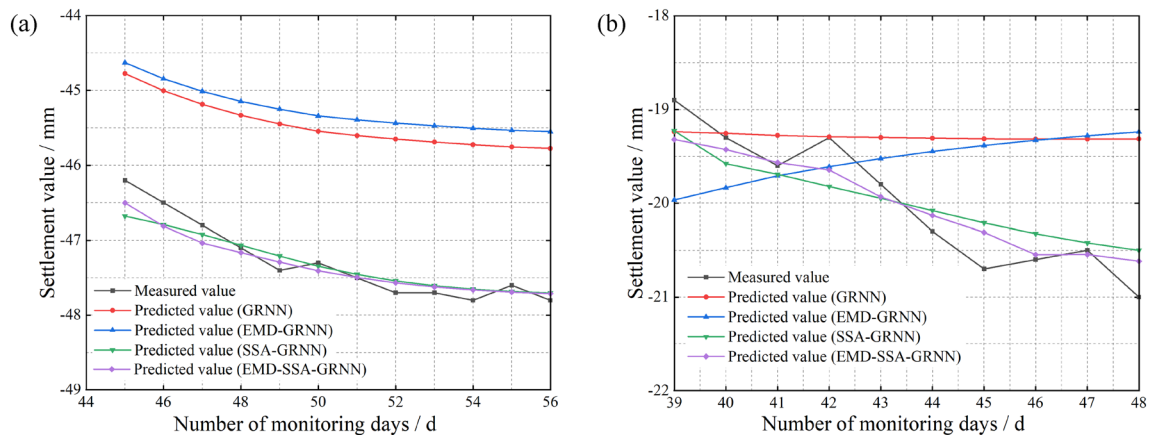 (a)
-44
-45
-46
-47
-48
-49
Settlement value / mm
Measured value
Predicted value (GRNN)
Predicted value (EMD-GRNN)
Predicted value (SSA-GRNN)
Predicted value (EMD-SSA-GRNN)
44 46 48 50 52 54 56
Number of monitoring days / d
(b)
-18
-19
-20
-21
-22
Settlement value / mm
Measured value
Predicted value (GRNN)
Predicted value (EMD-GRNN)
Predicted value (SSA-GRNN)
Predicted value (EMD-SSA-GRNN)
39 40 41 42 43 44 45 46 47 48
Number of monitoring days / d